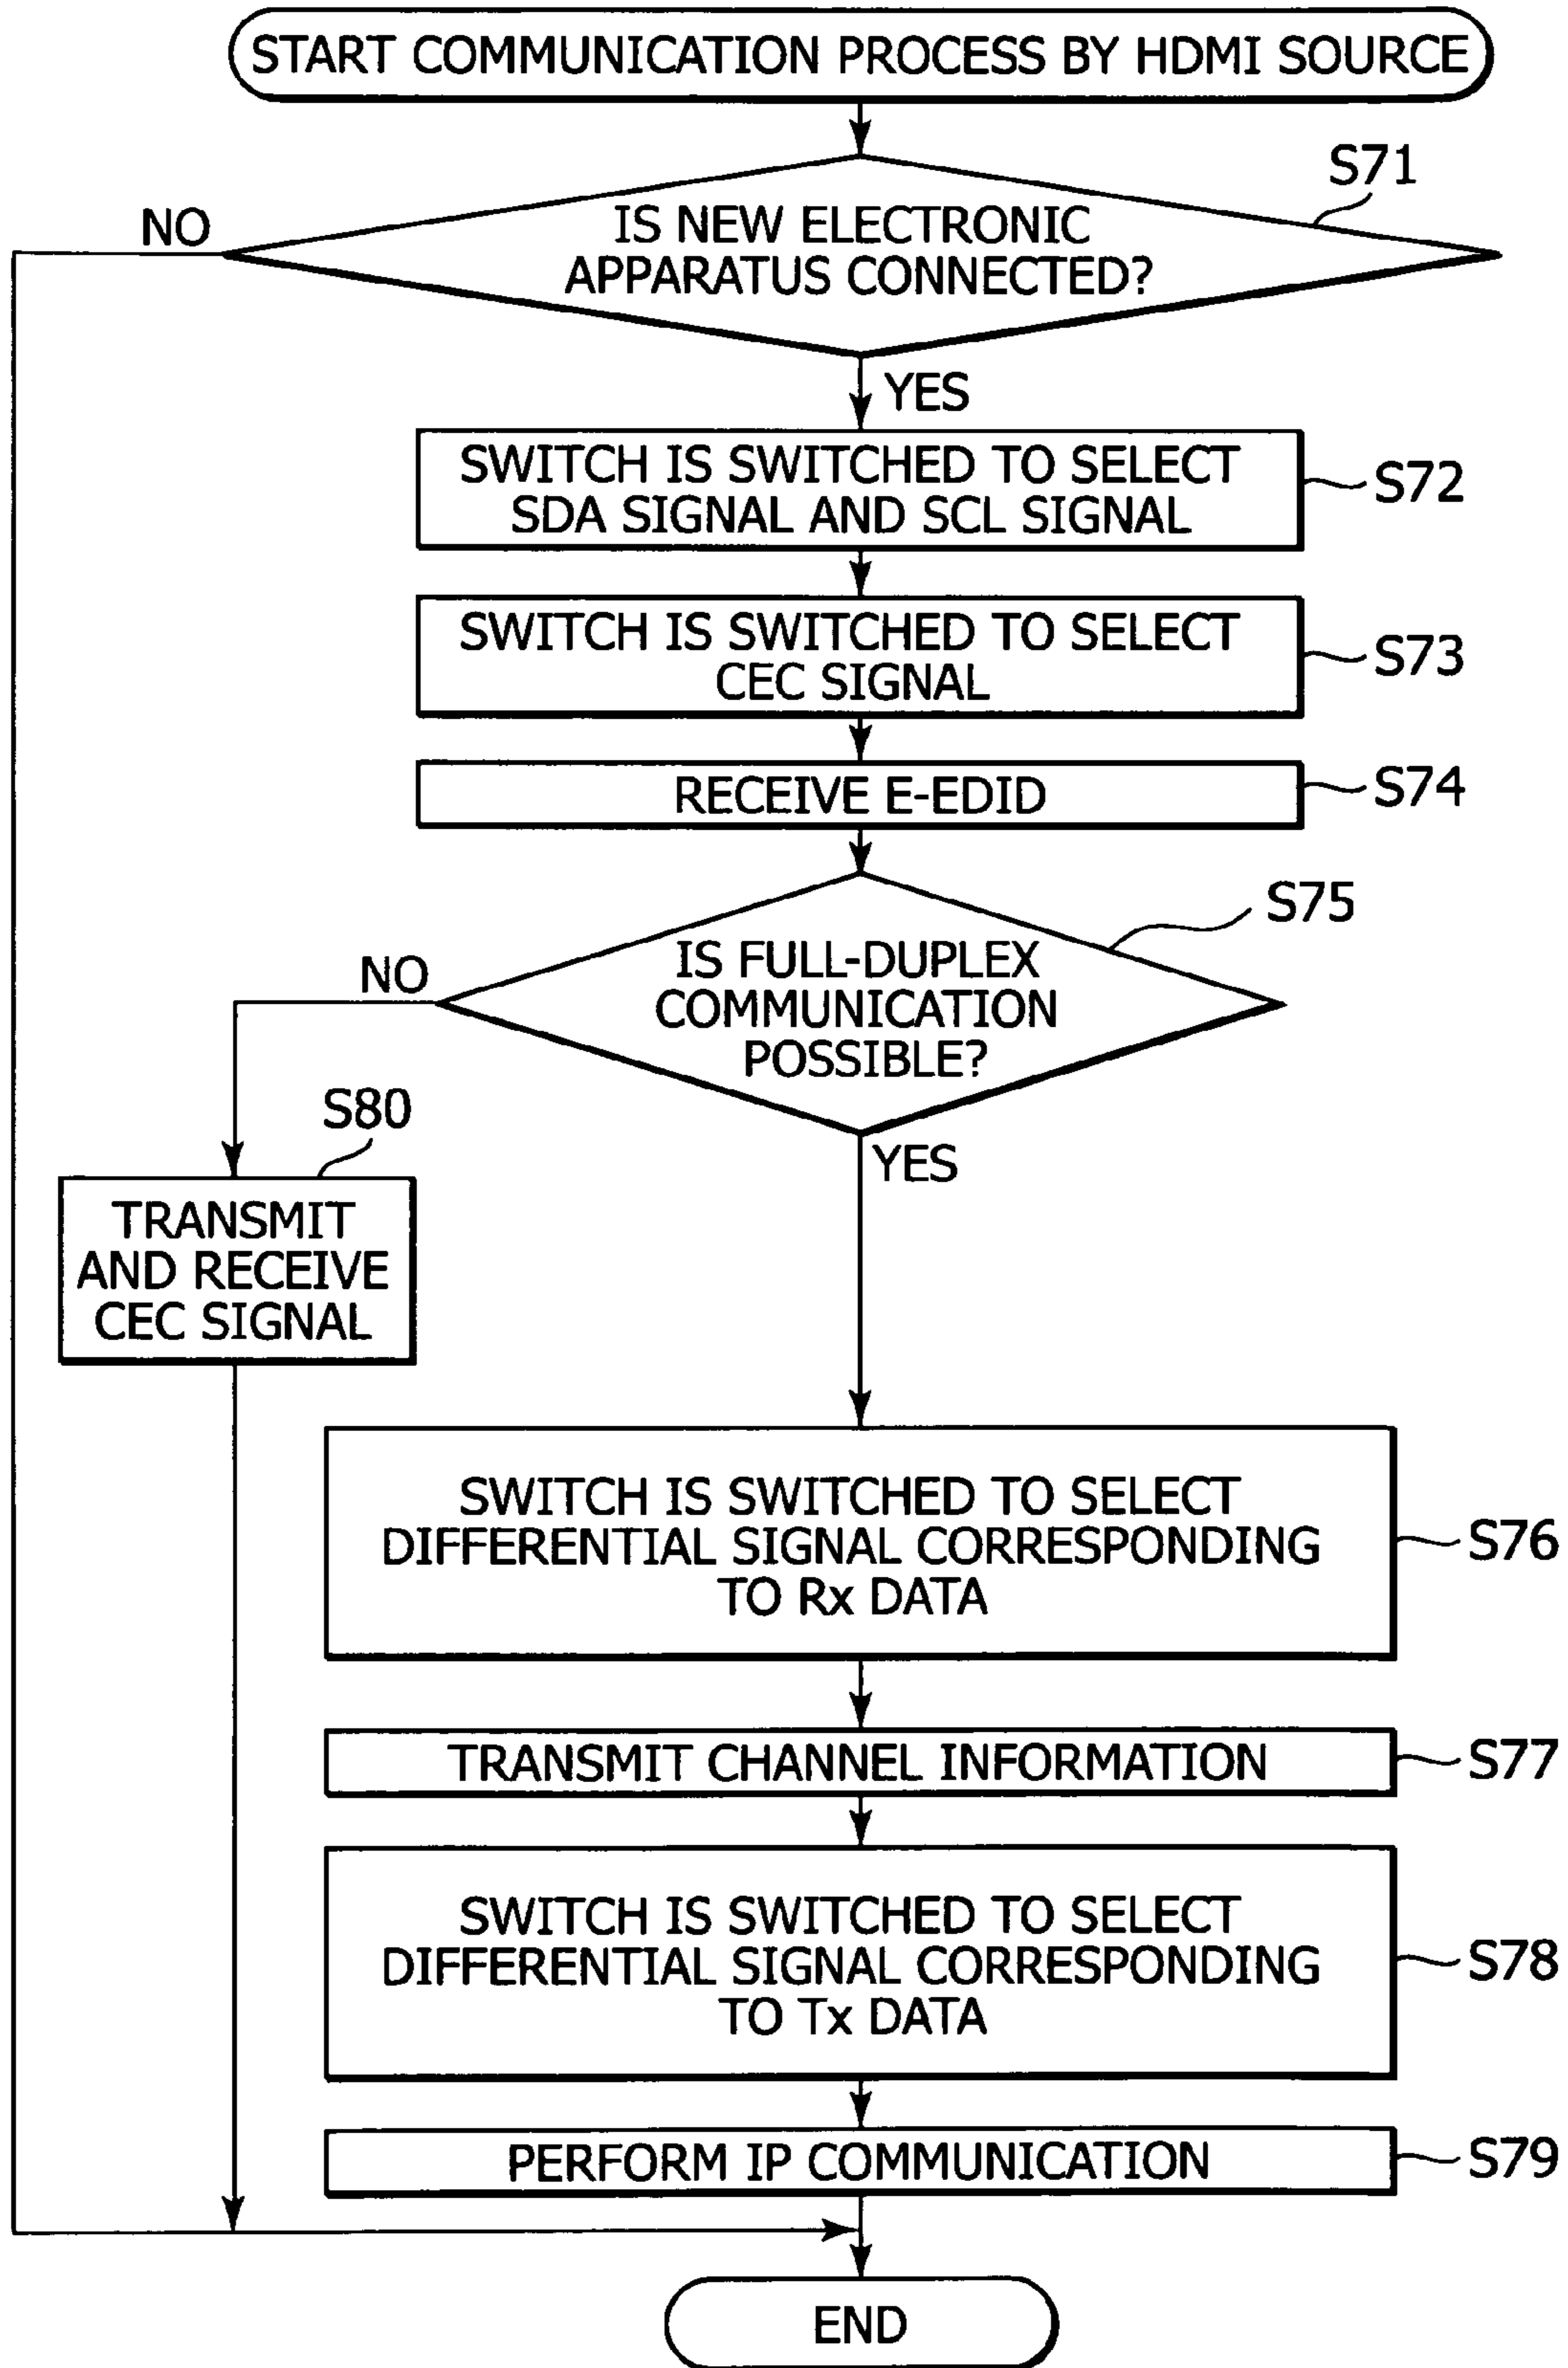 START COMMUNICATION PROCESS BY HDMI SOURCE
S71
NO
IS NEW ELECTRONIC
APPARATUS CONNECTED?
YES
SWITCH IS SWITCHED TO SELECT
SDA SIGNAL AND SCL SIGNAL
S72
SWITCH IS SWITCHED TO SELECT
CEC SIGNAL
S73
RECEIVE E-EDID
S74
S75
NO
IS FULL-DUPLEX
COMMUNICATION
POSSIBLE?
S80
YES
TRANSMIT
AND RECEIVE
CEC SIGNAL
SWITCH IS SWITCHED TO SELECT
DIFFERENTIAL SIGNAL CORRESPONDING
TO Rx DATA
S76
TRANSMIT CHANNEL INFORMATION
S77
SWITCH IS SWITCHED TO SELECT
DIFFERENTIAL SIGNAL CORRESPONDING
TO Tx DATA
S78
PERFORM IP COMMUNICATION
S79
END